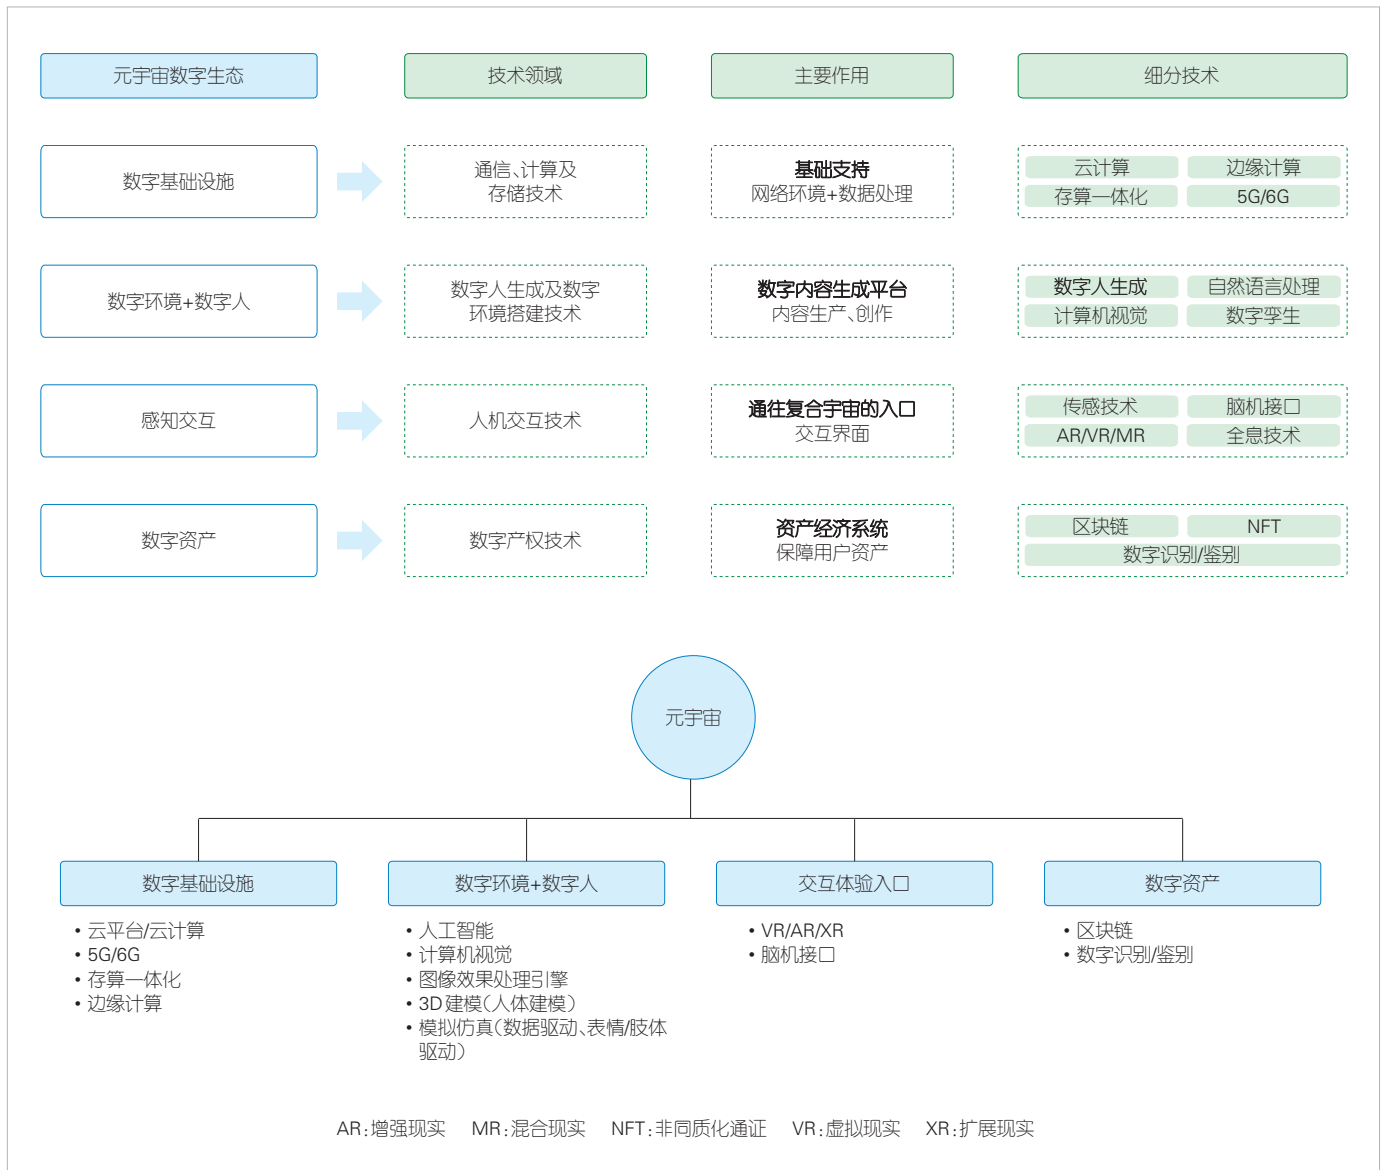 元宇宙数字生态
技术领域
主要作用
细分技术
数字基础设施
通信、计算及
存储技术
基础支持
网络环境+数据处理
云计算
边缘计算
存算一体化
5G/6G
数字环境+数字人
数字人生成及数字
环境搭建技术
数字内容生成平台
内容生产、创作
数字人生成
自然语言处理
计算机视觉
数字孪生
感知交互
人机交互技术
通往复合宇宙的入口
交互界面
传感技术
脑机接口
AR/VR/MR
全息技术
数字资产
数字产权技术
资产经济系统
保障用户资产
区块链
NFT
数字识别/鉴别
元宇宙
数字基础设施
• 云平台/云计算
• 5G/6G
• 存算一体化
• 边缘计算
数字环境+数字人
• 人工智能
• 计算机视觉
• 图像效果处理引擎
• 3D建模(人体建模)
• 模拟仿真(数据驱动、表情/肢体
驱动)
交互体验入口
• VR/AR/XR
• 脑机接口
数字资产
• 区块链
• 数字识别/鉴别
AR:增强现实 MR:混合现实 NFT:非同质化通证 VR:虚拟现实 XR:扩展现实